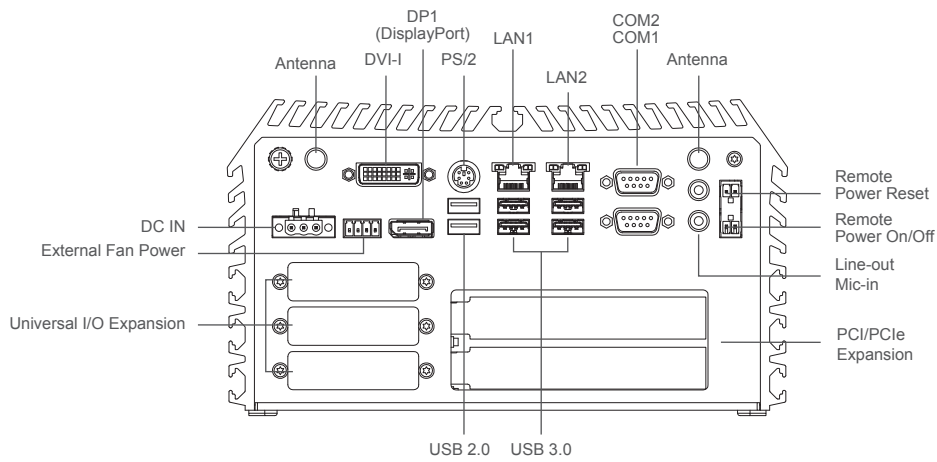 DP1
(DisplayPort)
COM2
COM1
LAN1
Antenna
DVI-I
PS/2
Antenna
LAN2
Remote
Power Reset
DC IN
Remote
Power On/Off
External Fan Power
Line-out
Mic-in
Universal I/O Expansion
PCI/PCIe
Expansion
USB 2.0
USB 3.0